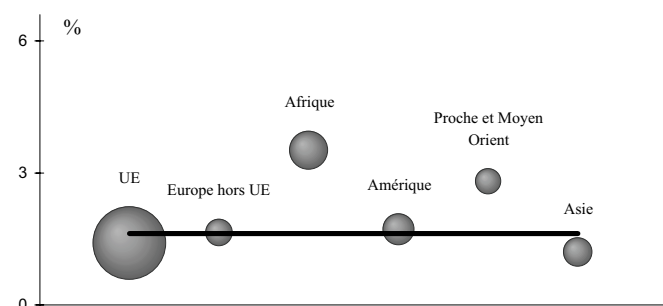 %
6
Afrique
Proche et Moyen
Orient
3
UE
Europe hors UE
Amérique
Asie
0